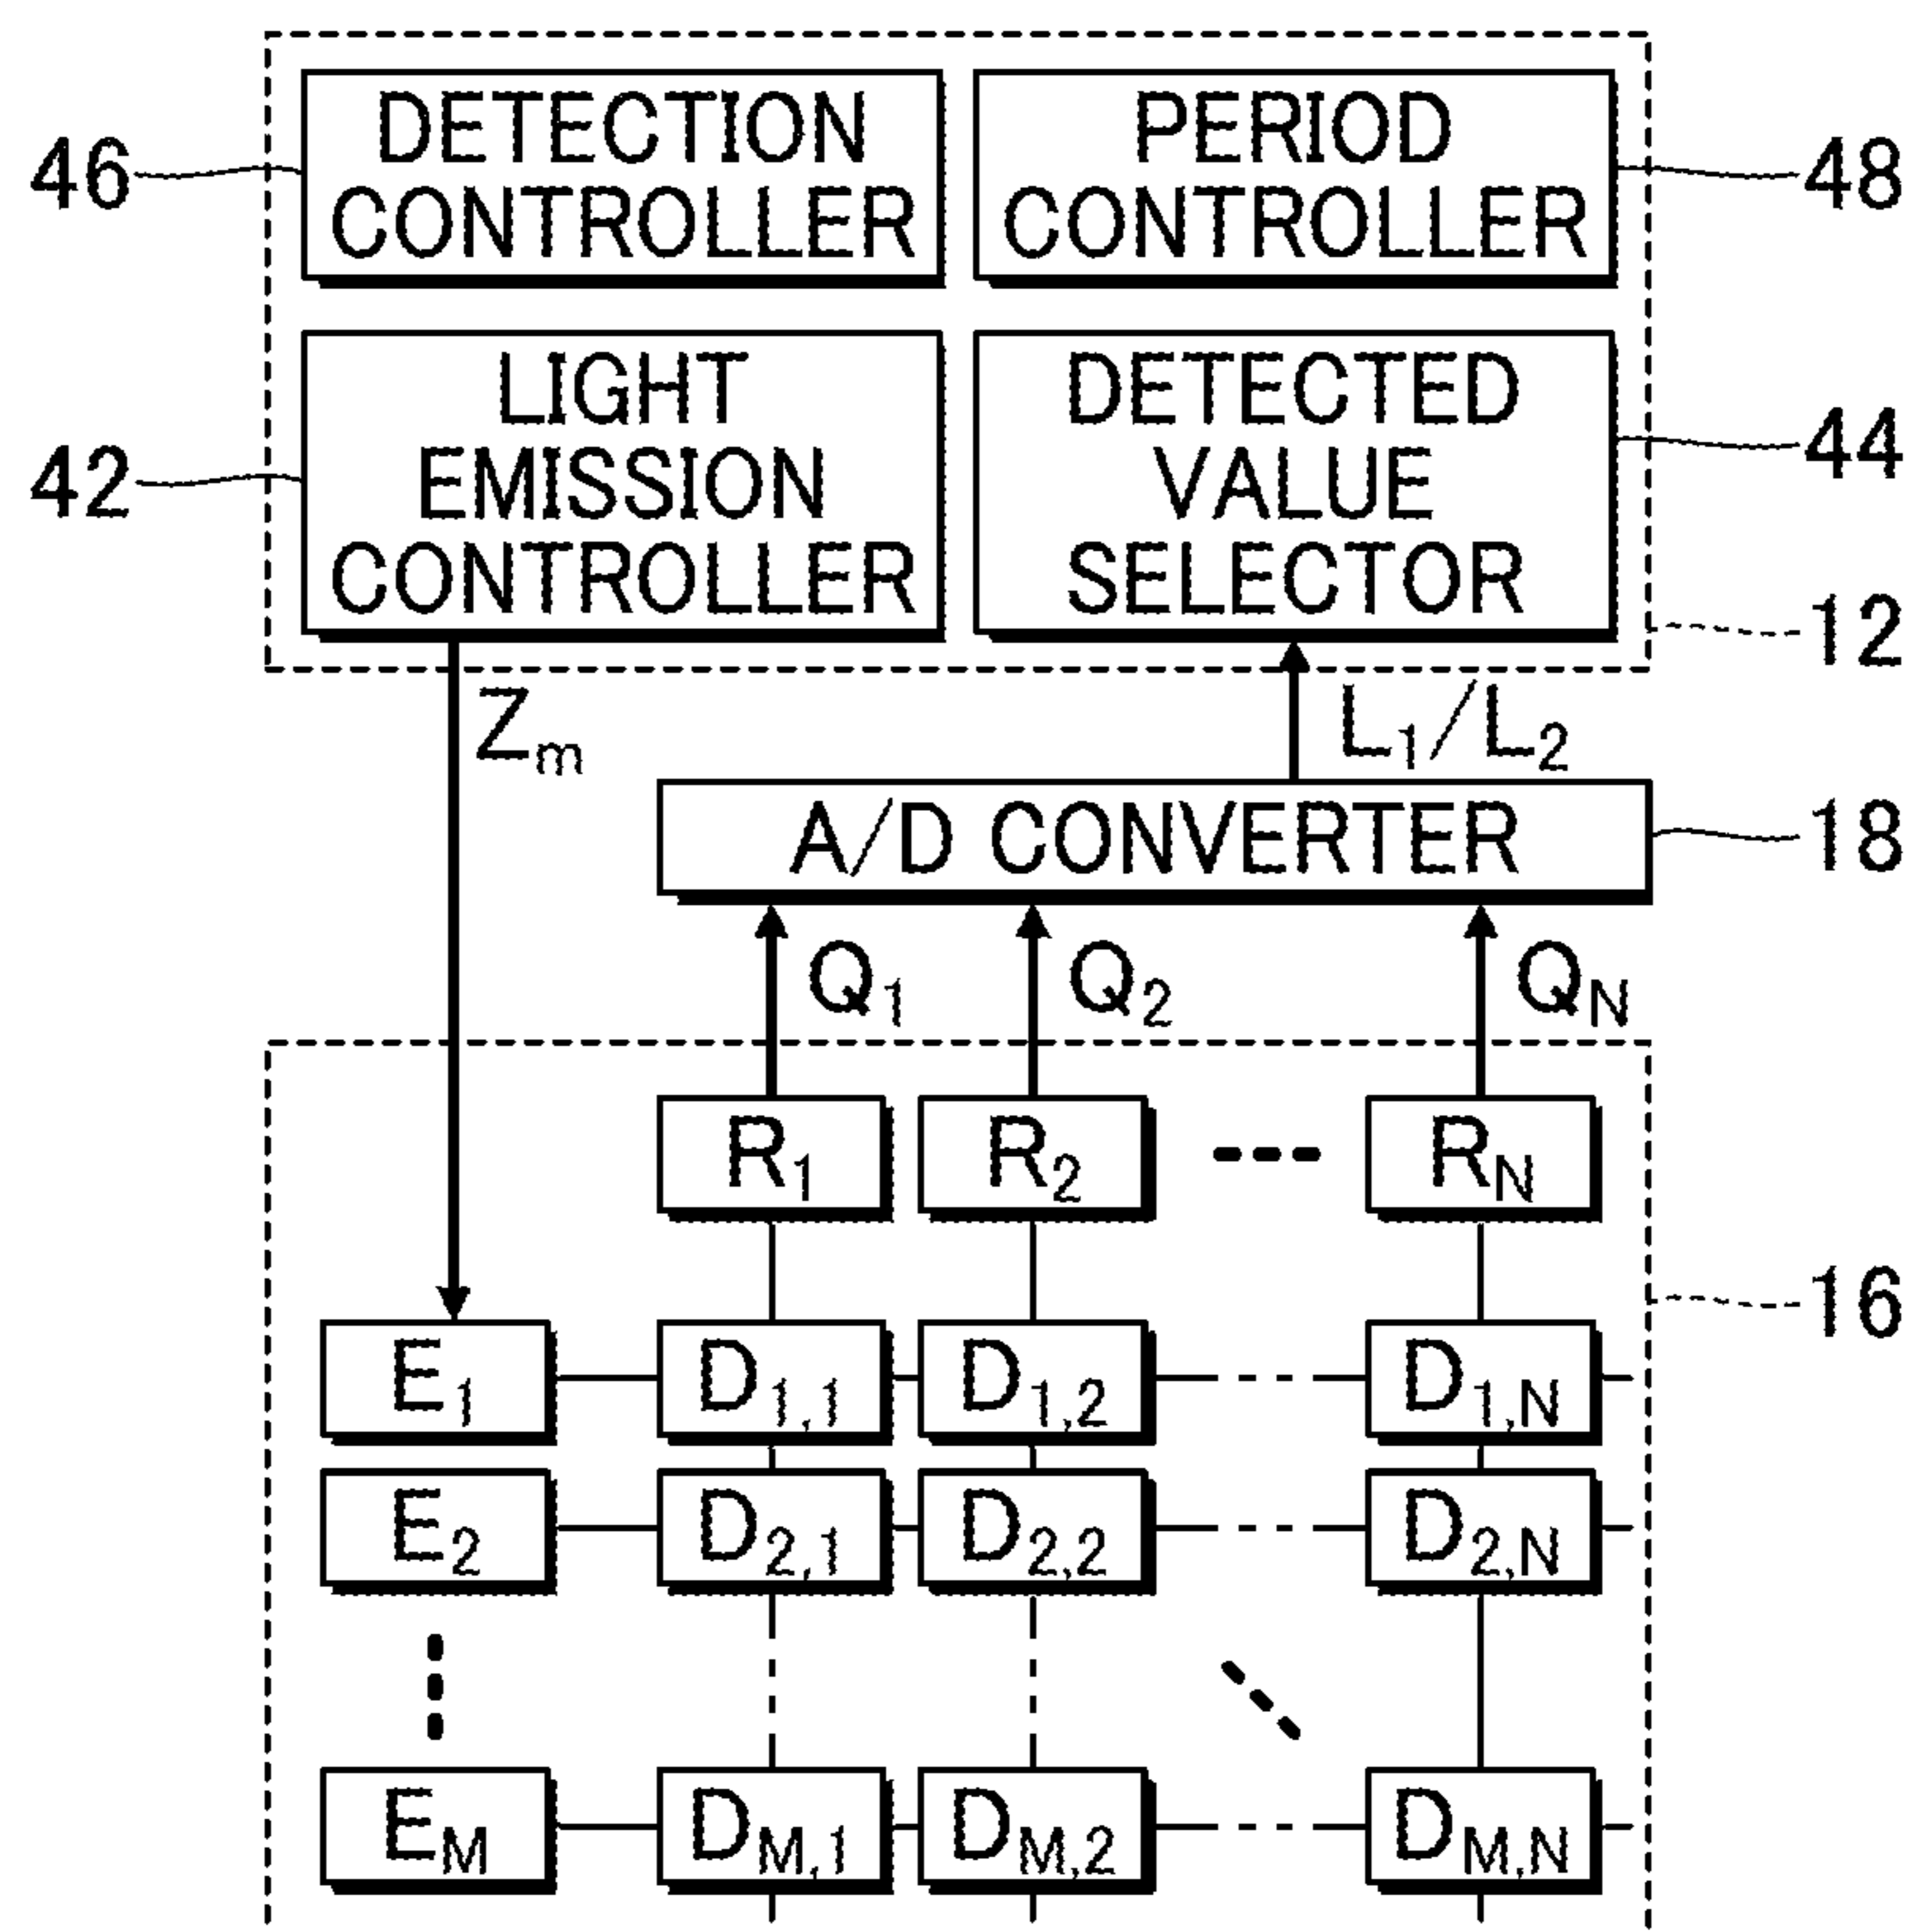 DETECTION
CONTROLLER
PERIOD
CONTROLLER
46
48
LIGHT
EMISSION
CONTROLLER
DETECTED
VALUE
SELECTOR
42
44
12
Zm
L1/L2
A/D CONVERTER
18
Q1 Q2 QN
R1 R2 RN
16
E1 D1,1 D1,2 D1,N
E2 D2,1 D2,2 D2,N
EM DM,1 DM,2 DM,N